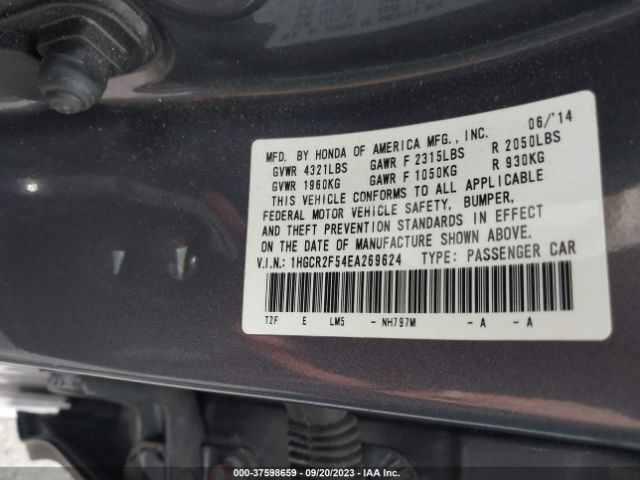 MFD. BY HONDA OF AMERICA MFG., INC. 06/'14
GVWR 4321LBS GAWR F 2315LBS R 2050LBS
GVWR 1960KG GAWR F 1050KG R 930KG
THIS VEHICLE CONFORMS TO ALL APPLICABLE
FEDERAL MOTOR VEHICLE SAFETY, BUMPER,
AND THEFT PREVENTION STANDARDS IN EFFECT
ON THE DATE OF MANUFACTURE SHOWN ABOVE.
V.I.N.: 1HGCR2F54EA269624 TYPE: PASSENGER CAR
T2F E LM5 - NH797M - A - A
000-37598659 - 09/20/2023 - IAA Inc.